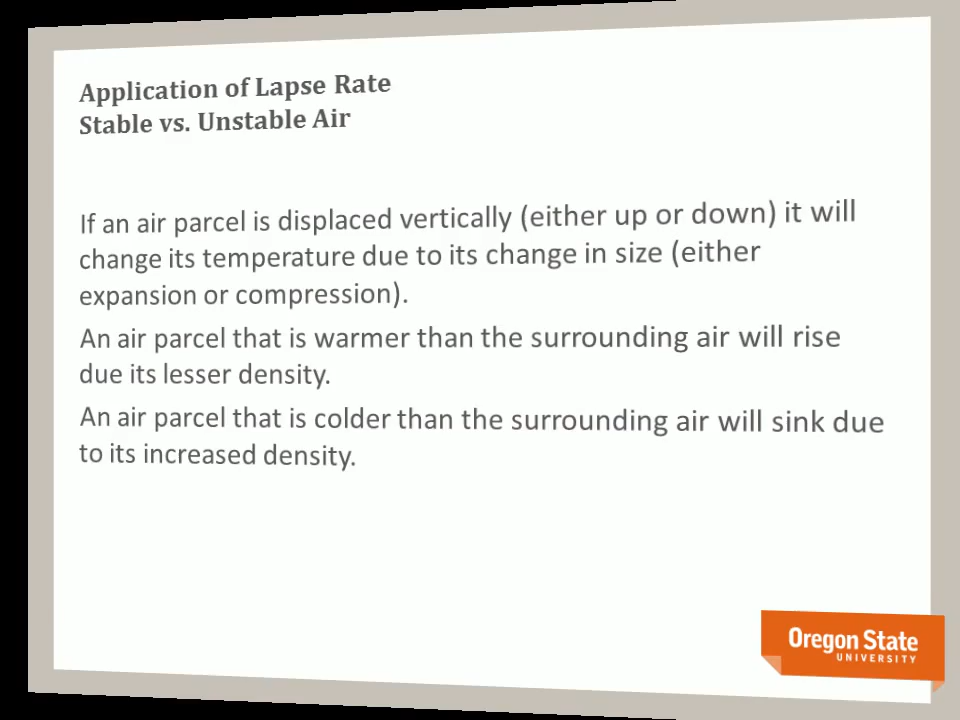 Application of Lapse Rate
Stable vs. Unstable Air
If an air parcel is displaced vertically (either up or down) it will
change its temperature due to its change in size (either
expansion or compression).
An air parcel that is warmer than the surrounding air will rise
due its lesser density.
An air parcel that is colder than the surrounding air will sink due
to its increased density.
Oregon State
UNIVERSITY